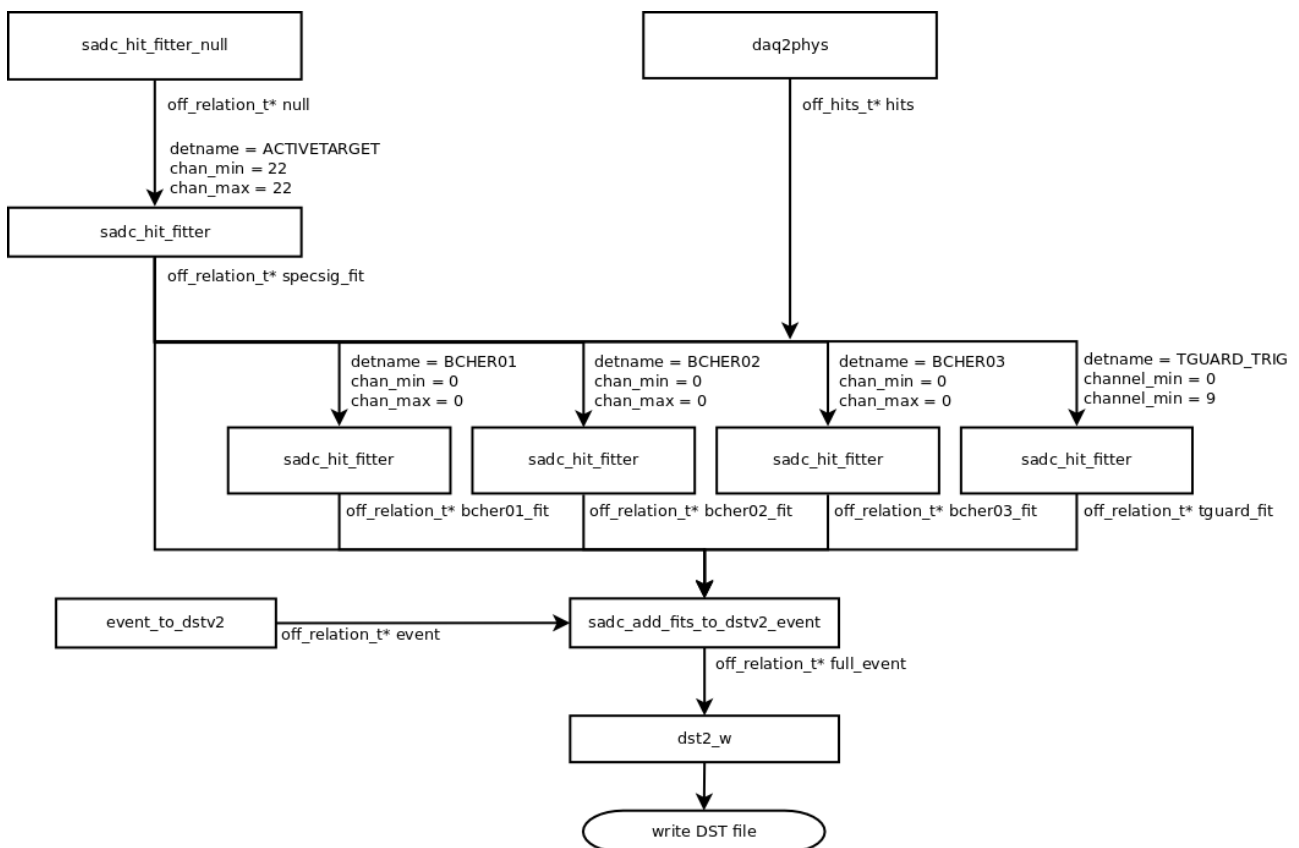 sadc_hit_fitter_null
daq2phys
off_relation_t* null
off_hits_t* hits
detname = ACTIVETARGET
chan_min = 22
chan_max = 22
sadc_hit_fitter
off_relation_t* specsig_fit
detname = BCHER01
chan_min = 0
chan_max = 0
detname = BCHER02
chan_min = 0
chan_max = 0
detname = BCHER03
chan_min = 0
chan_max = 0
detname = TGUARD_TRIG
channel_min = 0
channel_min = 9
sadc_hit_fitter
sadc_hit_fitter
sadc_hit_fitter
sadc_hit_fitter
off_relation_t* bcher01_fit
off_relation_t* bcher02_fit
off_relation_t* bcher03_fit
off_relation_t* tguard_fit
event_to_dstv2
off_relation_t* event
sadc_add_fits_to_dstv2_event
off_relation_t* full_event
dst2_w
write DST file